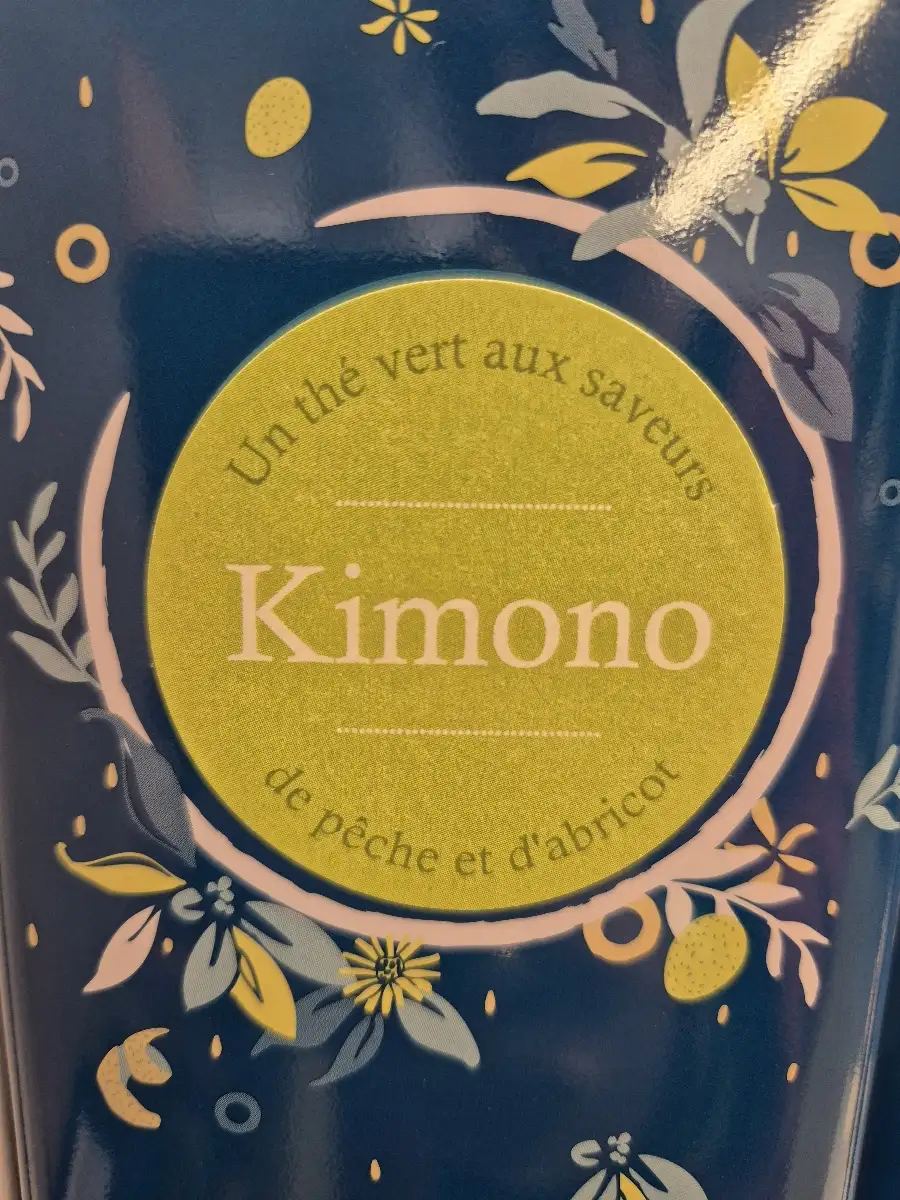 Un thé vert aux saveurs
Kimono
de pêche et d'abricot